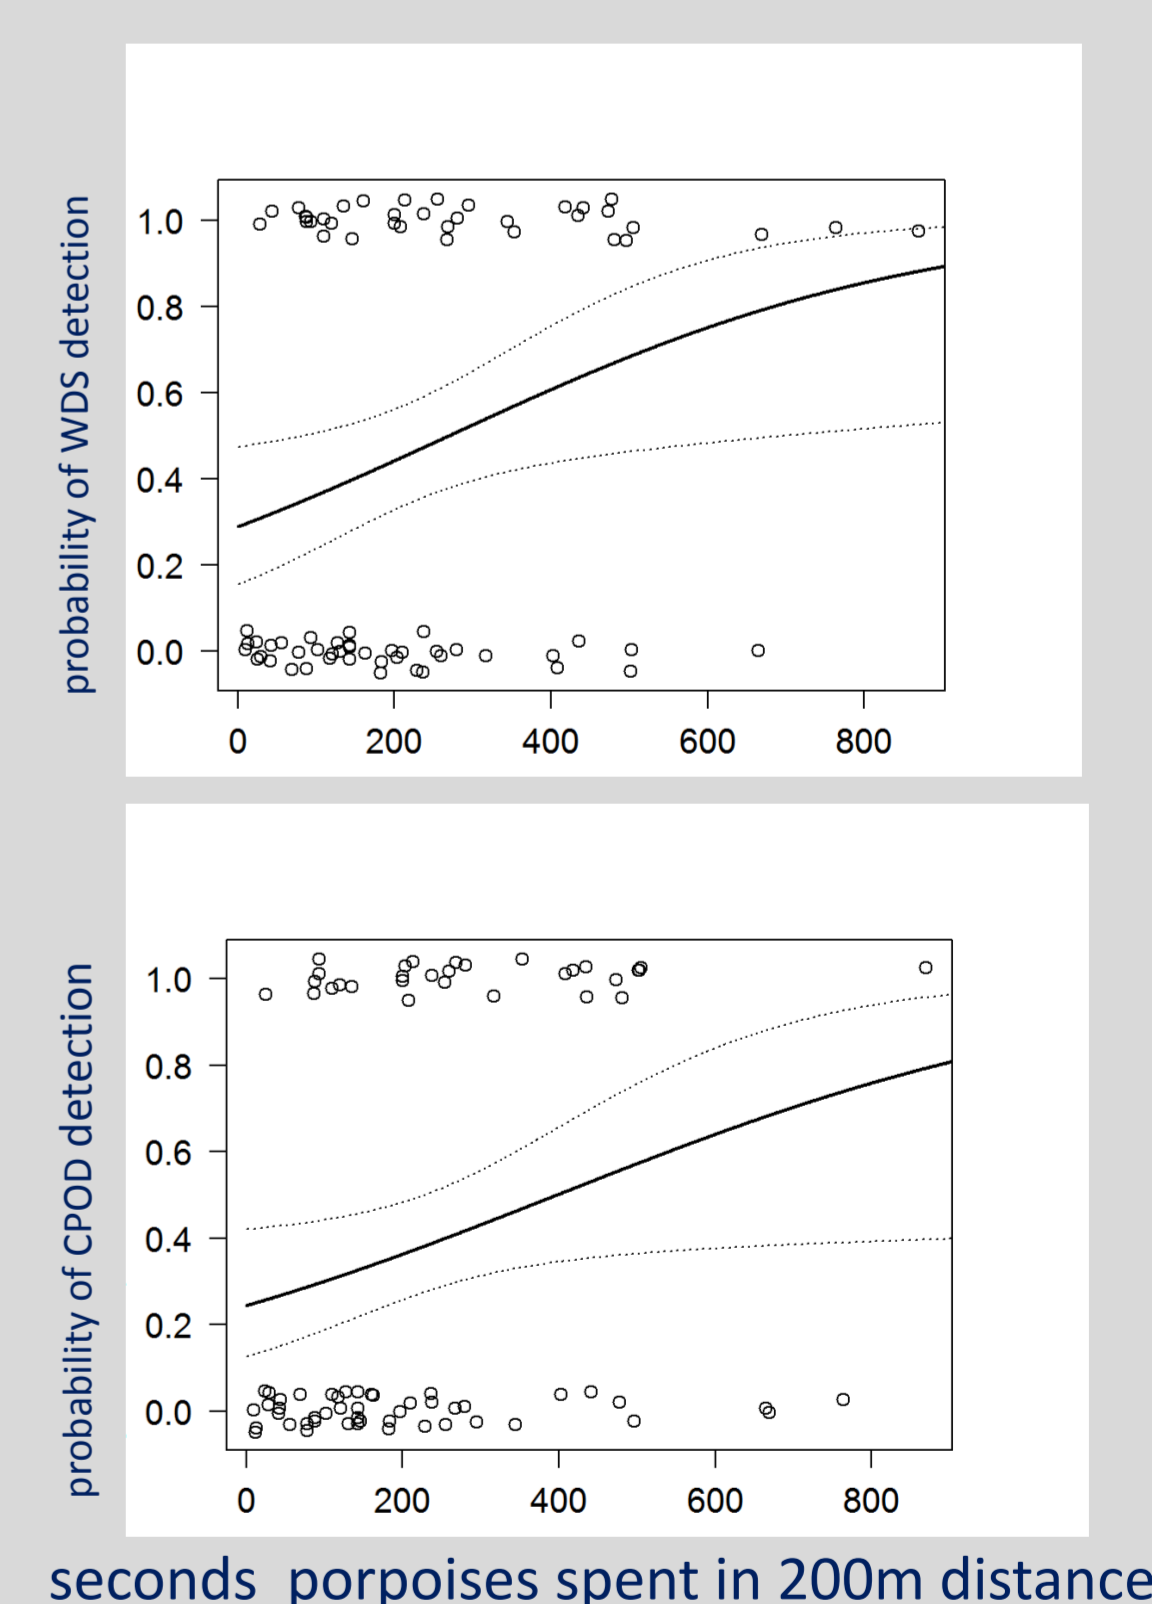 probability of WDS detection
1.0
0.8
0.6
0.4
0.2
0.0
0 200 400 600 800
probability of CPOD detection
1.0
0.8
0.6
0.4
0.2
0.0
0 200 400 600 800
seconds porpoises spent in 200m distance